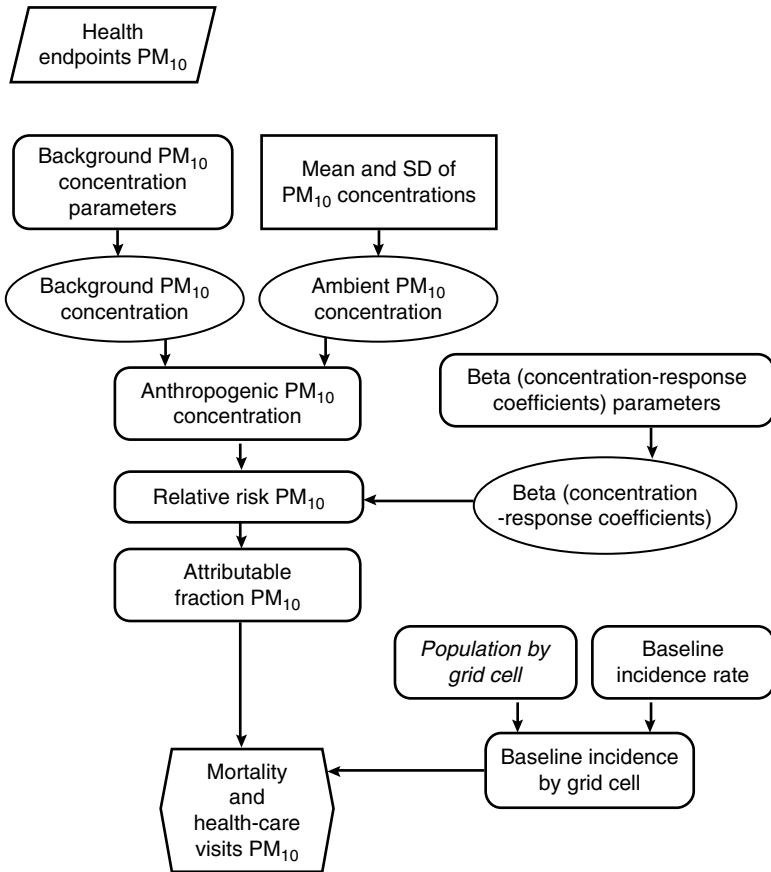 Health
endpoints PM10
Background PM10
concentration
parameters
Mean and SD of
PM10 concentrations
Background PM10
concentration
Ambient PM10
concentration
Anthropogenic PM10
concentration
Beta (concentration-response
coefficients) parameters
Relative risk PM10
Beta (concentration
-response coefficients)
Attributable
fraction PM10
Population by
grid cell
Baseline
incidence rate
Baseline incidence
by grid cell
Mortality
and
health-care
visits PM10